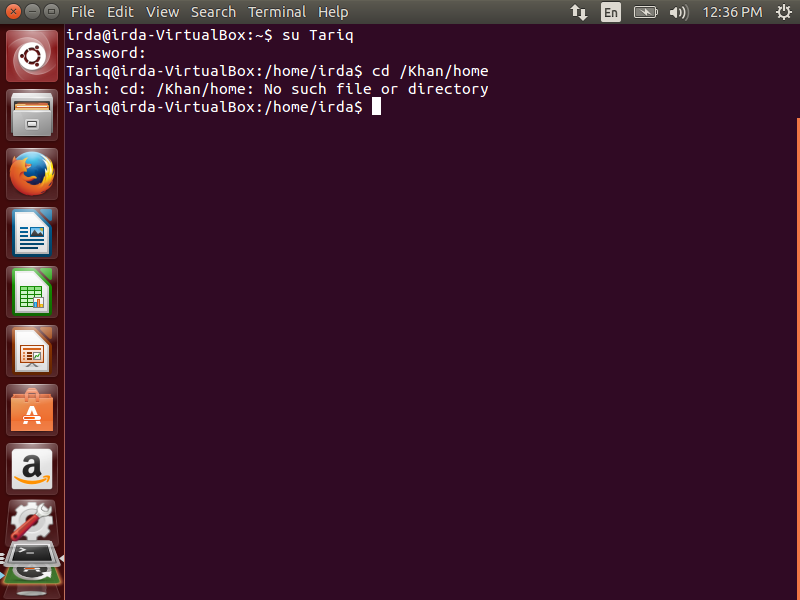 File Edit View Search Terminal Help En 12:36 PM
irda@irda-VirtualBox:~$ su Tariq
Password:
Tariq@irda-VirtualBox:/home/irda$ cd /Khan/home
bash: cd: /Khan/home: No such file or directory
Tariq@irda-VirtualBox:/home/irda$